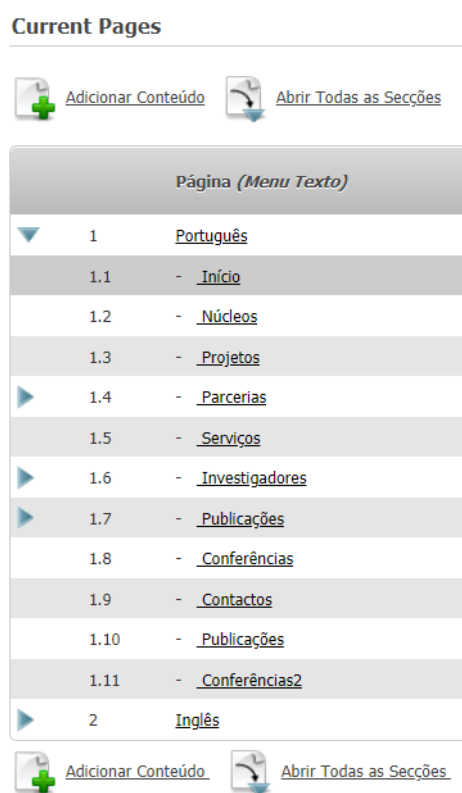 Current Pages
Adicionar Conteúdo Abrir Todas as Secções
Página (Menu Texto)
1 Português
1.1 - Início
1.2 - Núcleos
1.3 - Projetos
1.4 - Parcerias
1.5 - Serviços
1.6 - Investigadores
1.7 - Publicações
1.8 - Conferências
1.9 - Contactos
1.10 - Publicações
1.11 - Conferências2
2 Inglês
Adicionar Conteúdo Abrir Todas as Secções